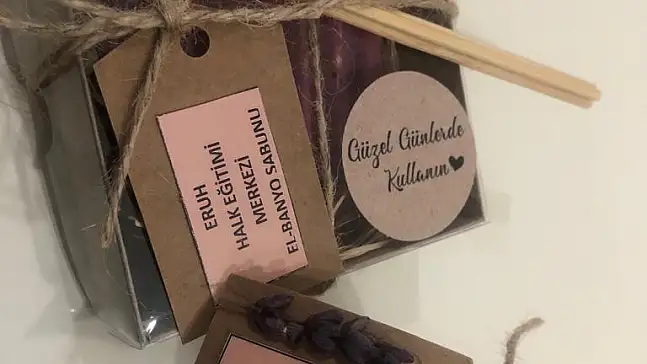 ERUH
HALK EĞİTİMİ
MERKEZİ
EL-BANYO SABUNU
Güzel Günlerde
Kullanın